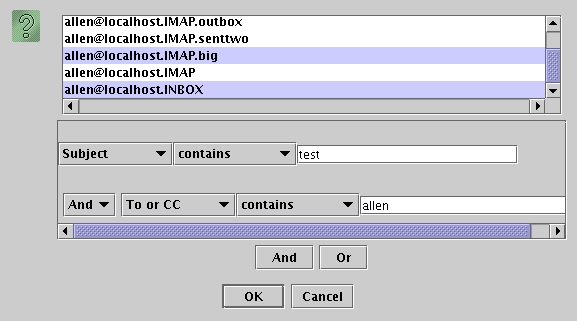 allen@localhost.IMAP.outbox
allen@localhost.IMAP.senttwo
allen@localhost.IMAP.big
allen@localhost.IMAP
allen@localhost.INBOX
Subject contains test
And To or CC contains allen
And Or
OK Cancel